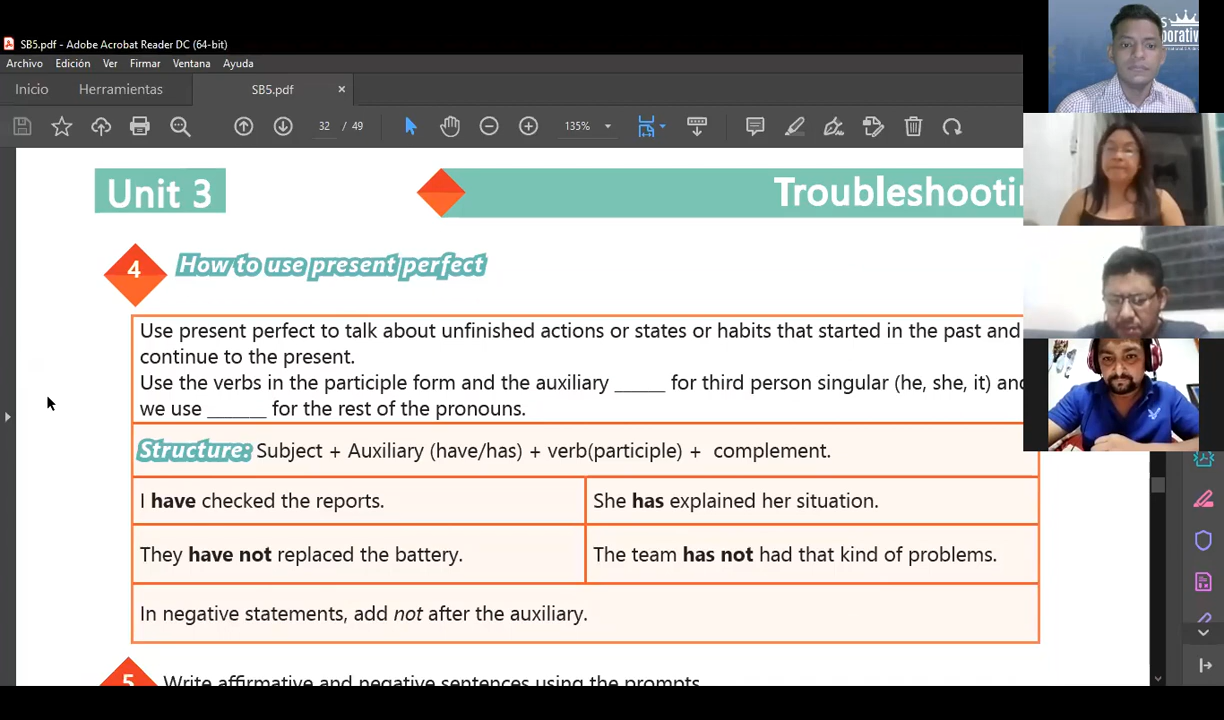 SB5.pdf - Adobe Acrobat Reader DC (64-bit)
Archivo Edición Ver Firmar Ventana Ayuda
Inicio Herramientas SB5.pdf ×
32 / 49 135%
Unit 3 Troubleshootin
4 How to use present perfect
Use present perfect to talk about unfinished actions or states or habits that started in the past and
continue to the present.
Use the verbs in the participle form and the auxiliary _____ for third person singular (he, she, it) and
we use ______ for the rest of the pronouns.
Structure: Subject + Auxiliary (have/has) + verb(participle) + complement.
I have checked the reports. She has explained her situation.
They have not replaced the battery. The team has not had that kind of problems.
In negative statements, add not after the auxiliary.
5 Write affirmative and negative sentences using the prompts